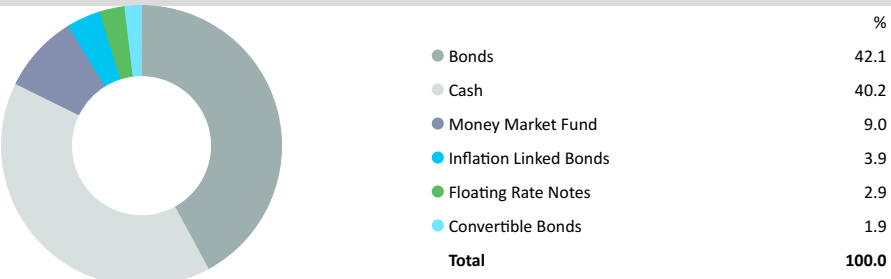 %
Bonds 42.1
Cash 40.2
Money Market Fund 9.0
Inflation Linked Bonds 3.9
Floating Rate Notes 2.9
Convertible Bonds 1.9
Total 100.0